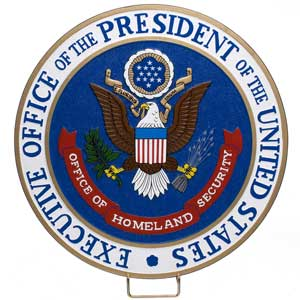 EXECUTIVE OFFICE OF THE PRESIDENT OF THE UNITED STATES
OFFICE OF HOMELAND SECURITY